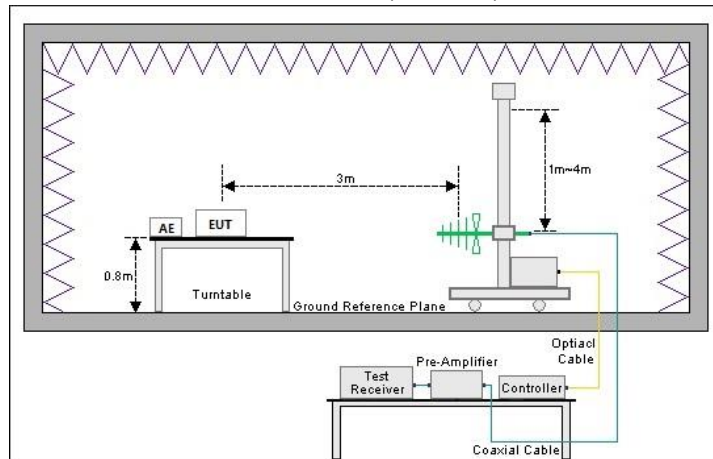 1m~4m
3m
AE
EUT
0.8m
Turntable
Ground Reference Plane
Optiacl
Cable
Pre-Amplifier
Test
Receiver
Controller
Coaxial Cable